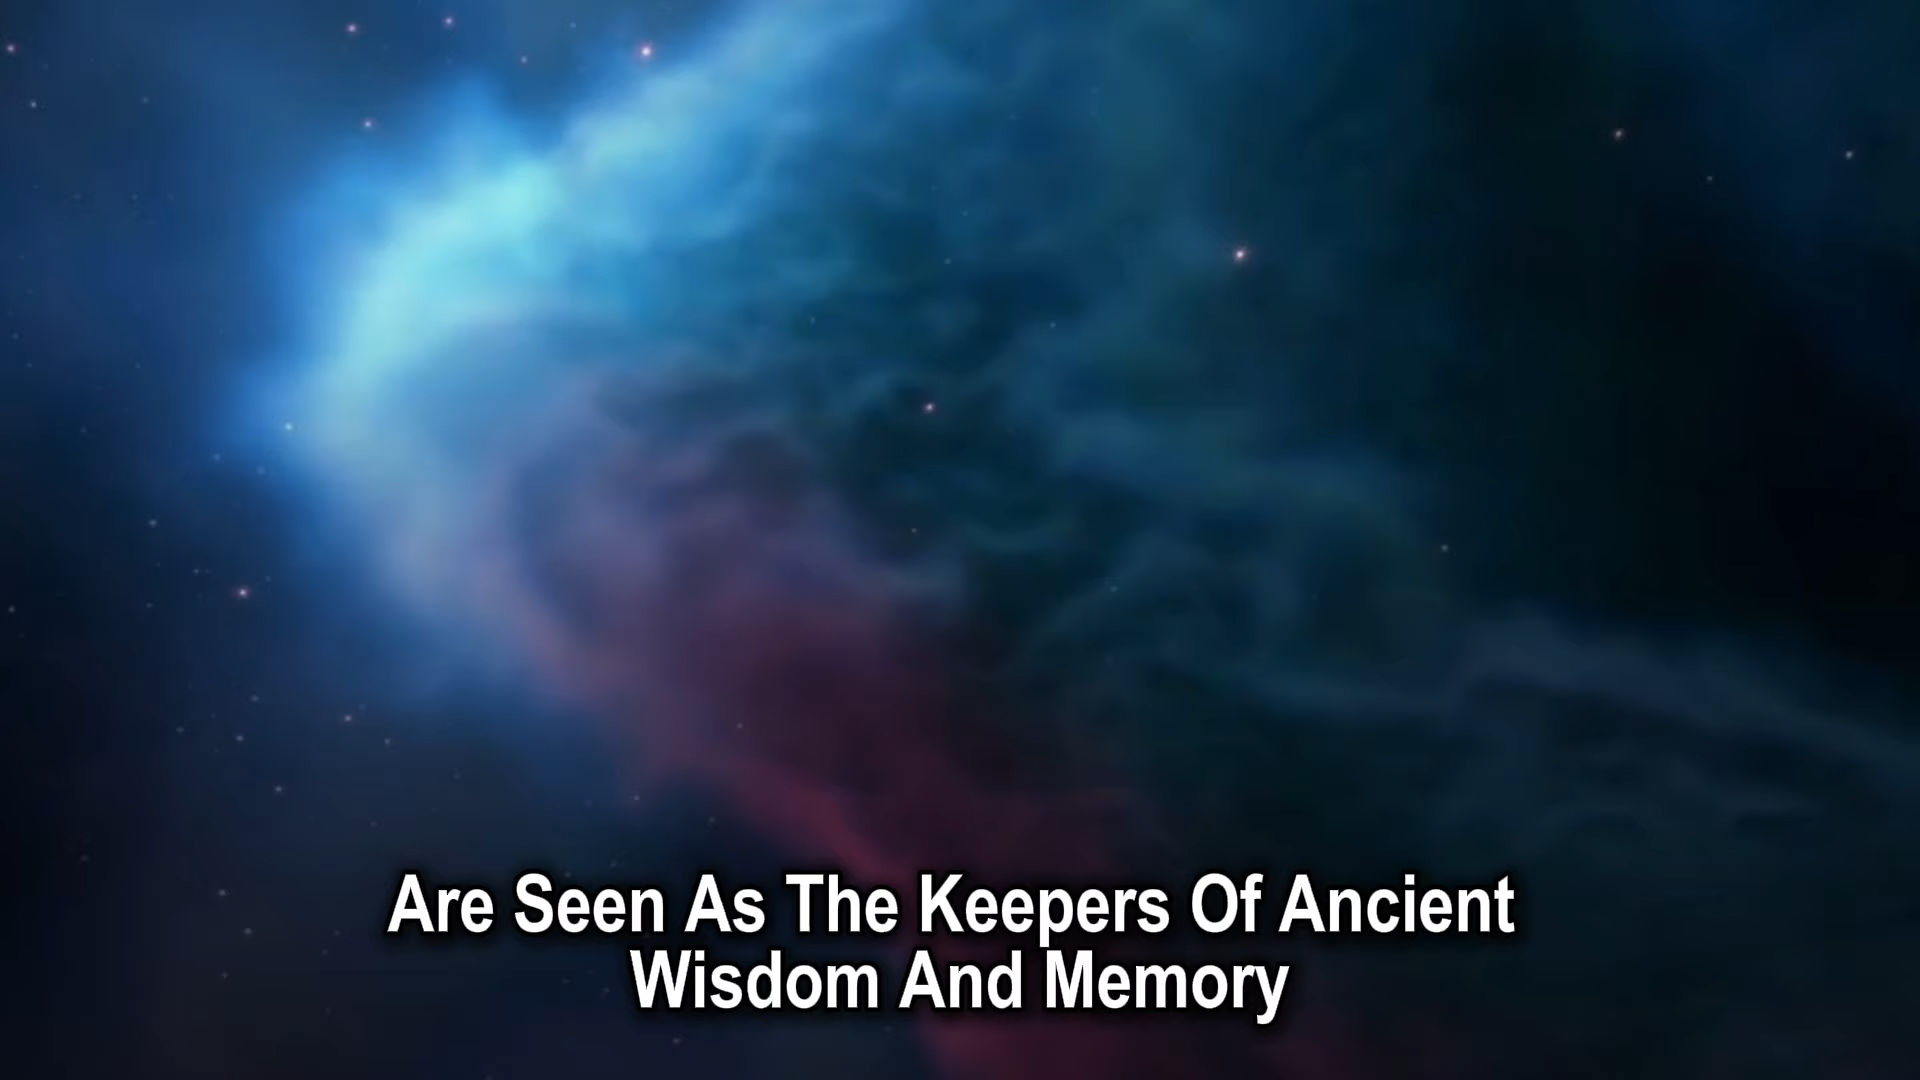 Are Seen As The Keepers Of Ancient
Wisdom And Memory